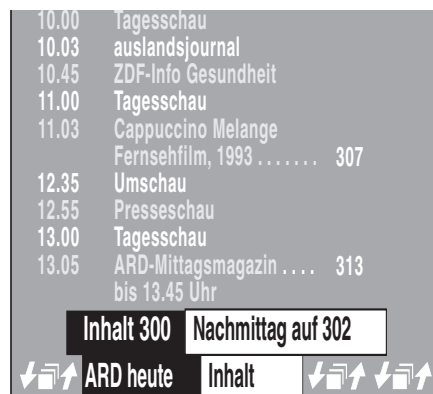 10.00 Tagesschau
10.03 auslandsjournal
10.45 ZDF-Info Gesundheit
11.00 Tagesschau
11.03 Cappuccino Melange
Fernsehfilm, 1993 . . . . . . . 307
12.35 Umschau
12.55 Presseschau
13.00 Tagesschau
13.05 ARD-Mittagsmagazin . . . . 313
bis 13.45 Uhr
Inhalt 300 Nachmittag auf 302
ARD heute Inhalt